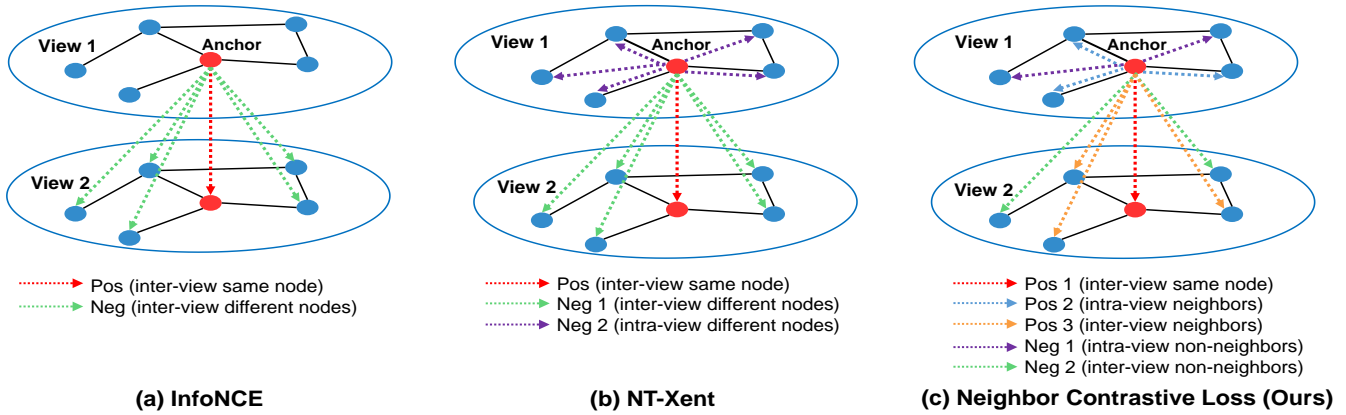 View 1
Anchor
View 2
Pos (inter-view same node)
Neg (inter-view different nodes)
(a) InfoNCE
View 1
Anchor
View 2
Pos (inter-view same node)
Neg 1 (inter-view different nodes)
Neg 2 (intra-view different nodes)
(b) NT-Xent
View 1
Anchor
View 2
Pos 1 (inter-view same node)
Pos 2 (intra-view neighbors)
Pos 3 (inter-view neighbors)
Neg 1 (intra-view non-neighbors)
Neg 2 (inter-view non-neighbors)
(c) Neighbor Contrastive Loss (Ours)